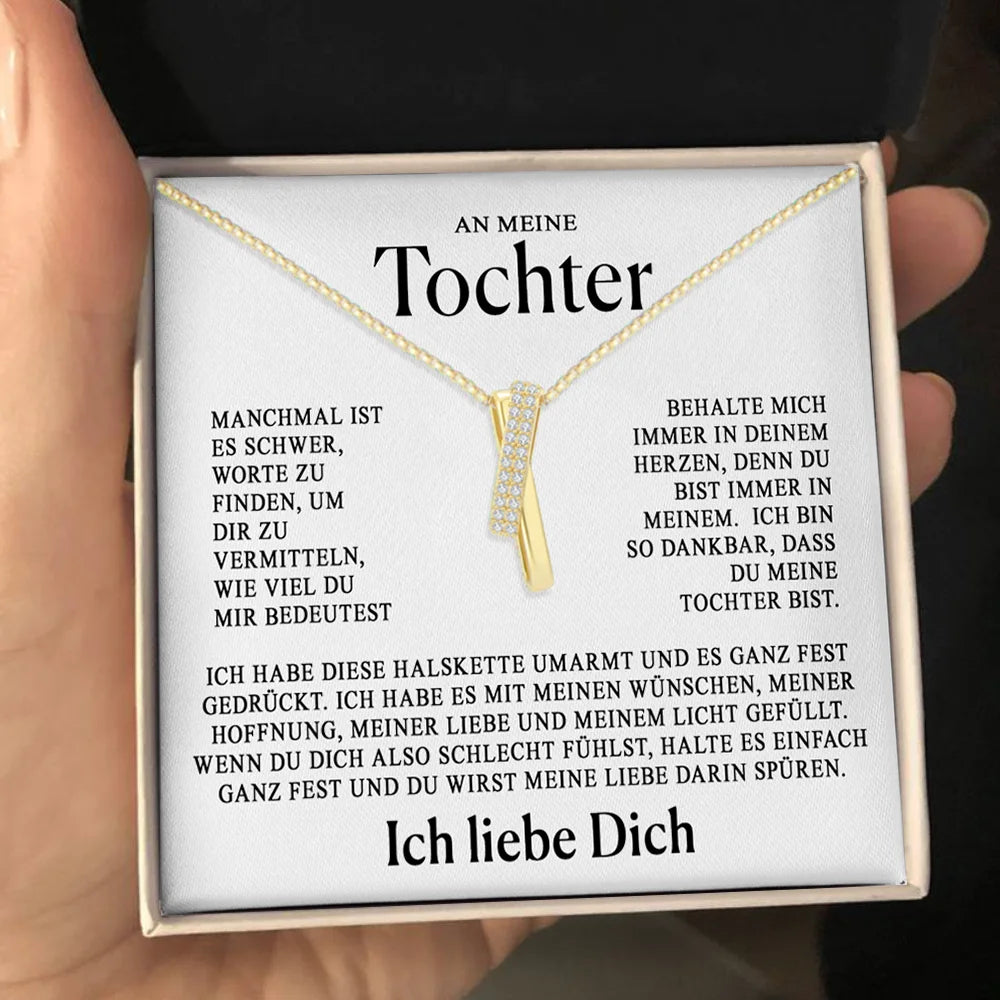 AN MEINE
Tochter
MANCHMAL IST
ES SCHWER,
WORTE ZU
FINDEN, UM
DIR ZU
VERMITTELN,
WIE VIEL DU
MIR BEDEUTEST
BEHALTE MICH
IMMER IN DEINEM
HERZEN, DENN DU
BIST IMMER IN
MEINEM. ICH BIN
SO DANKBAR, DASS
DU MEINE
TOCHTER BIST.
ICH HABE DIESE HALSKETTE UMARMT UND ES GANZ FEST
GEDRÜCKT. ICH HABE ES MIT MEINEN WÜNSCHEN, MEINER
HOFFNUNG, MEINER LIEBE UND MEINEM LICHT GEFÜLLT.
WENN DU DICH ALSO SCHLECHT FÜHLST, HALTE ES EINFACH
GANZ FEST UND DU WIRST MEINE LIEBE DARIN SPÜREN.
Ich liebe Dich